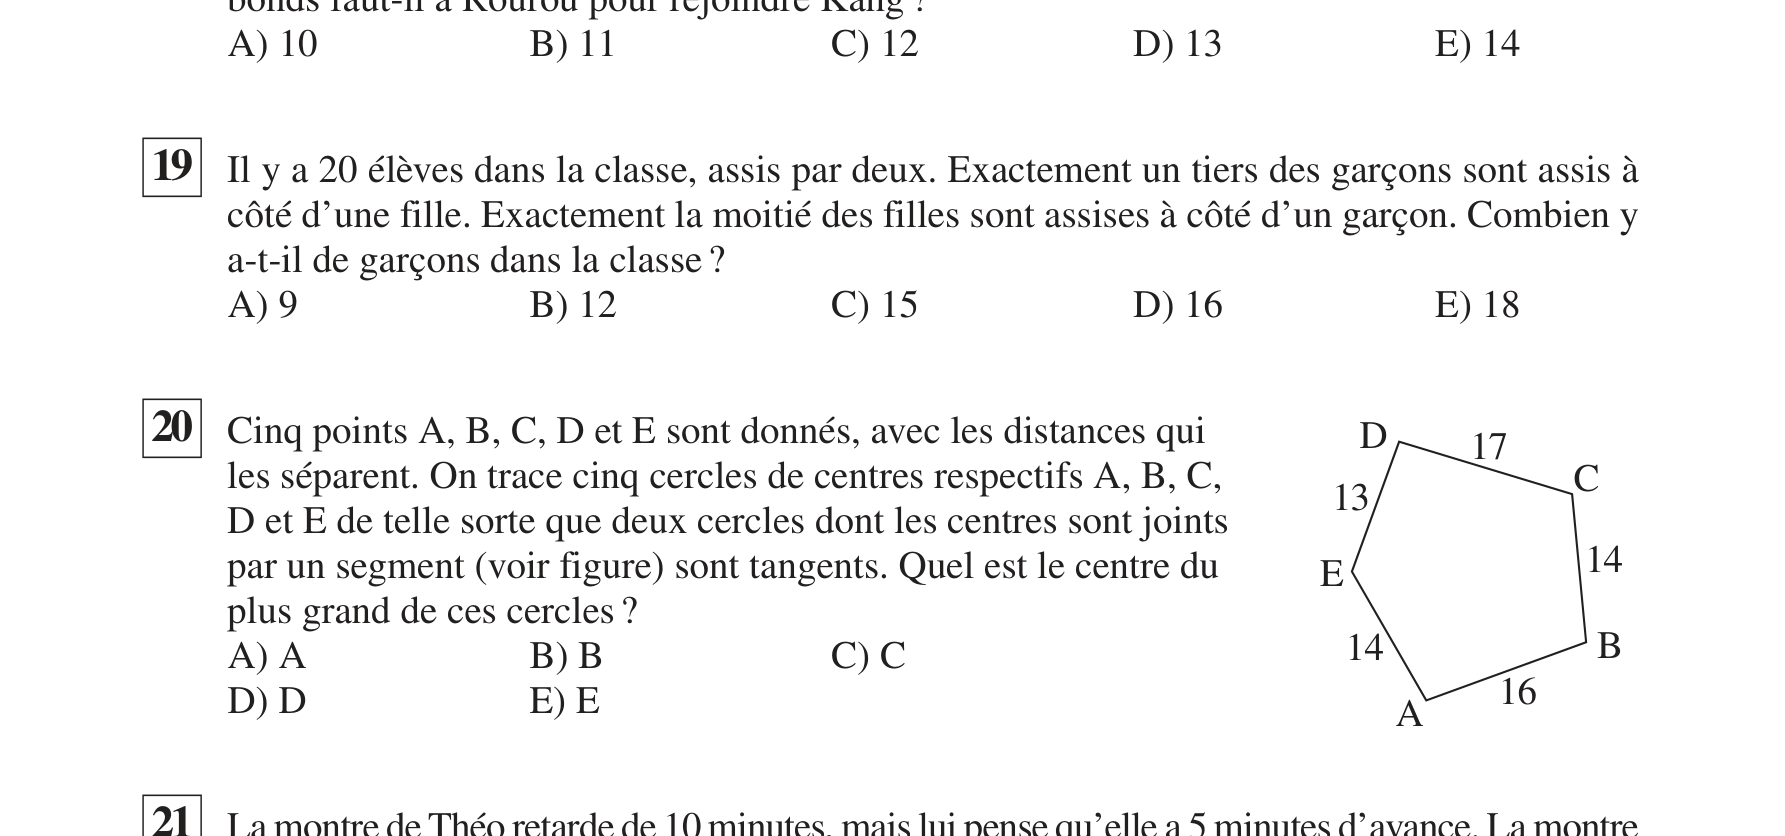 bonds faut-il à Kourou pour rejoindre Kang ?
A) 10 B) 11 C) 12 D) 13 E) 14
19 Il y a 20 élèves dans la classe, assis par deux. Exactement un tiers des garçons sont assis à
côté d’une fille. Exactement la moitié des filles sont assises à côté d’un garçon. Combien y
a-t-il de garçons dans la classe ?
A) 9 B) 12 C) 15 D) 16 E) 18
20 Cinq points A, B, C, D et E sont donnés, avec les distances qui
les séparent. On trace cinq cercles de centres respectifs A, B, C,
D et E de telle sorte que deux cercles dont les centres sont joints
par un segment (voir figure) sont tangents. Quel est le centre du
plus grand de ces cercles ?
A) A B) B C) C
D) D E) E
D 17
C
13
14
E
14 B
16
A
21 La montre de Théo retarde de 10 minutes, mais lui pense qu’elle a 5 minutes d’avance. La montre